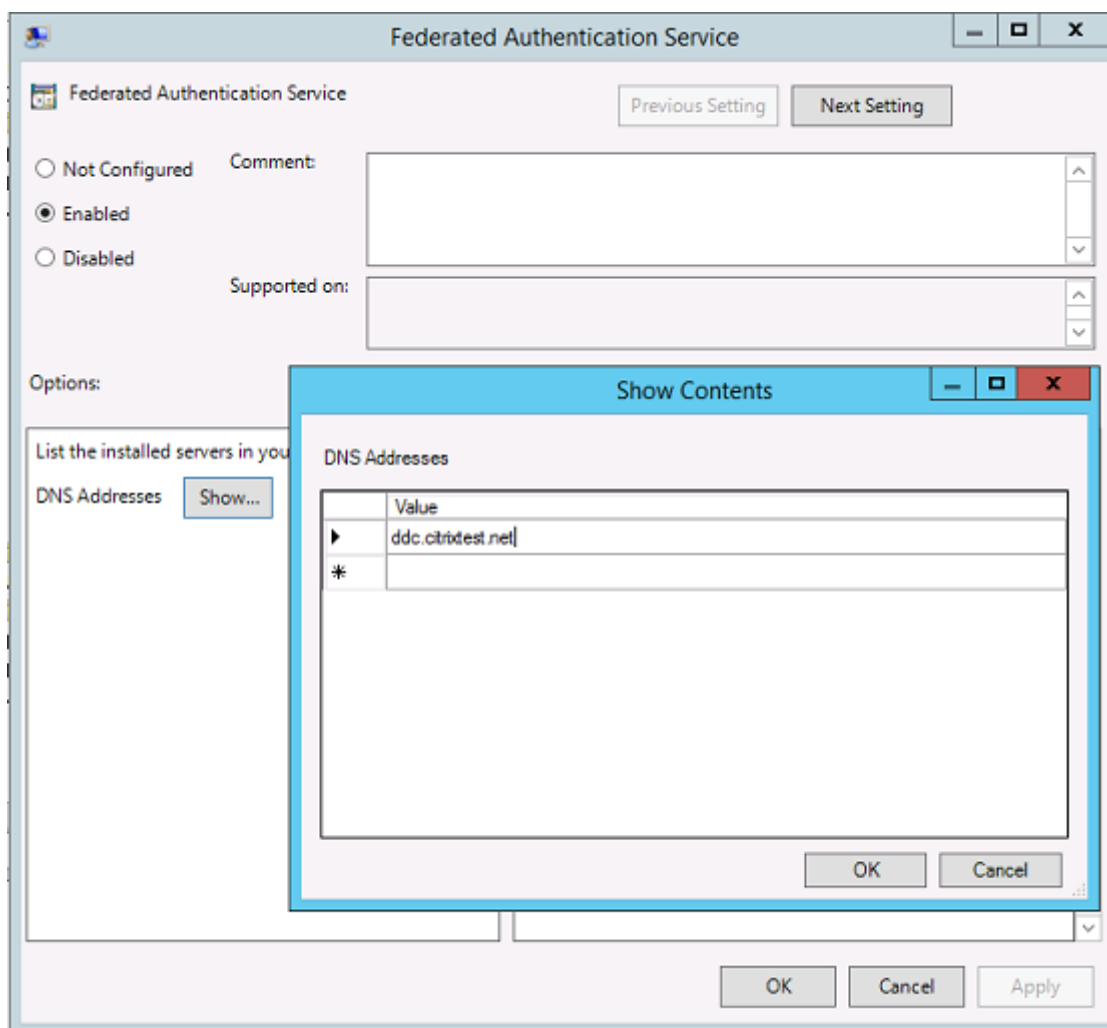 Federated Authentication Service
Federated Authentication Service
Previous Setting
Next Setting
Not Configured
Comment:
Enabled
Disabled
Supported on:
Options:
Show Contents
List the installed servers in you
DNS Addresses
DNS Addresses
Show...
Value
ddc.citrixtest.net
OK
Cancel
OK
Cancel
Apply